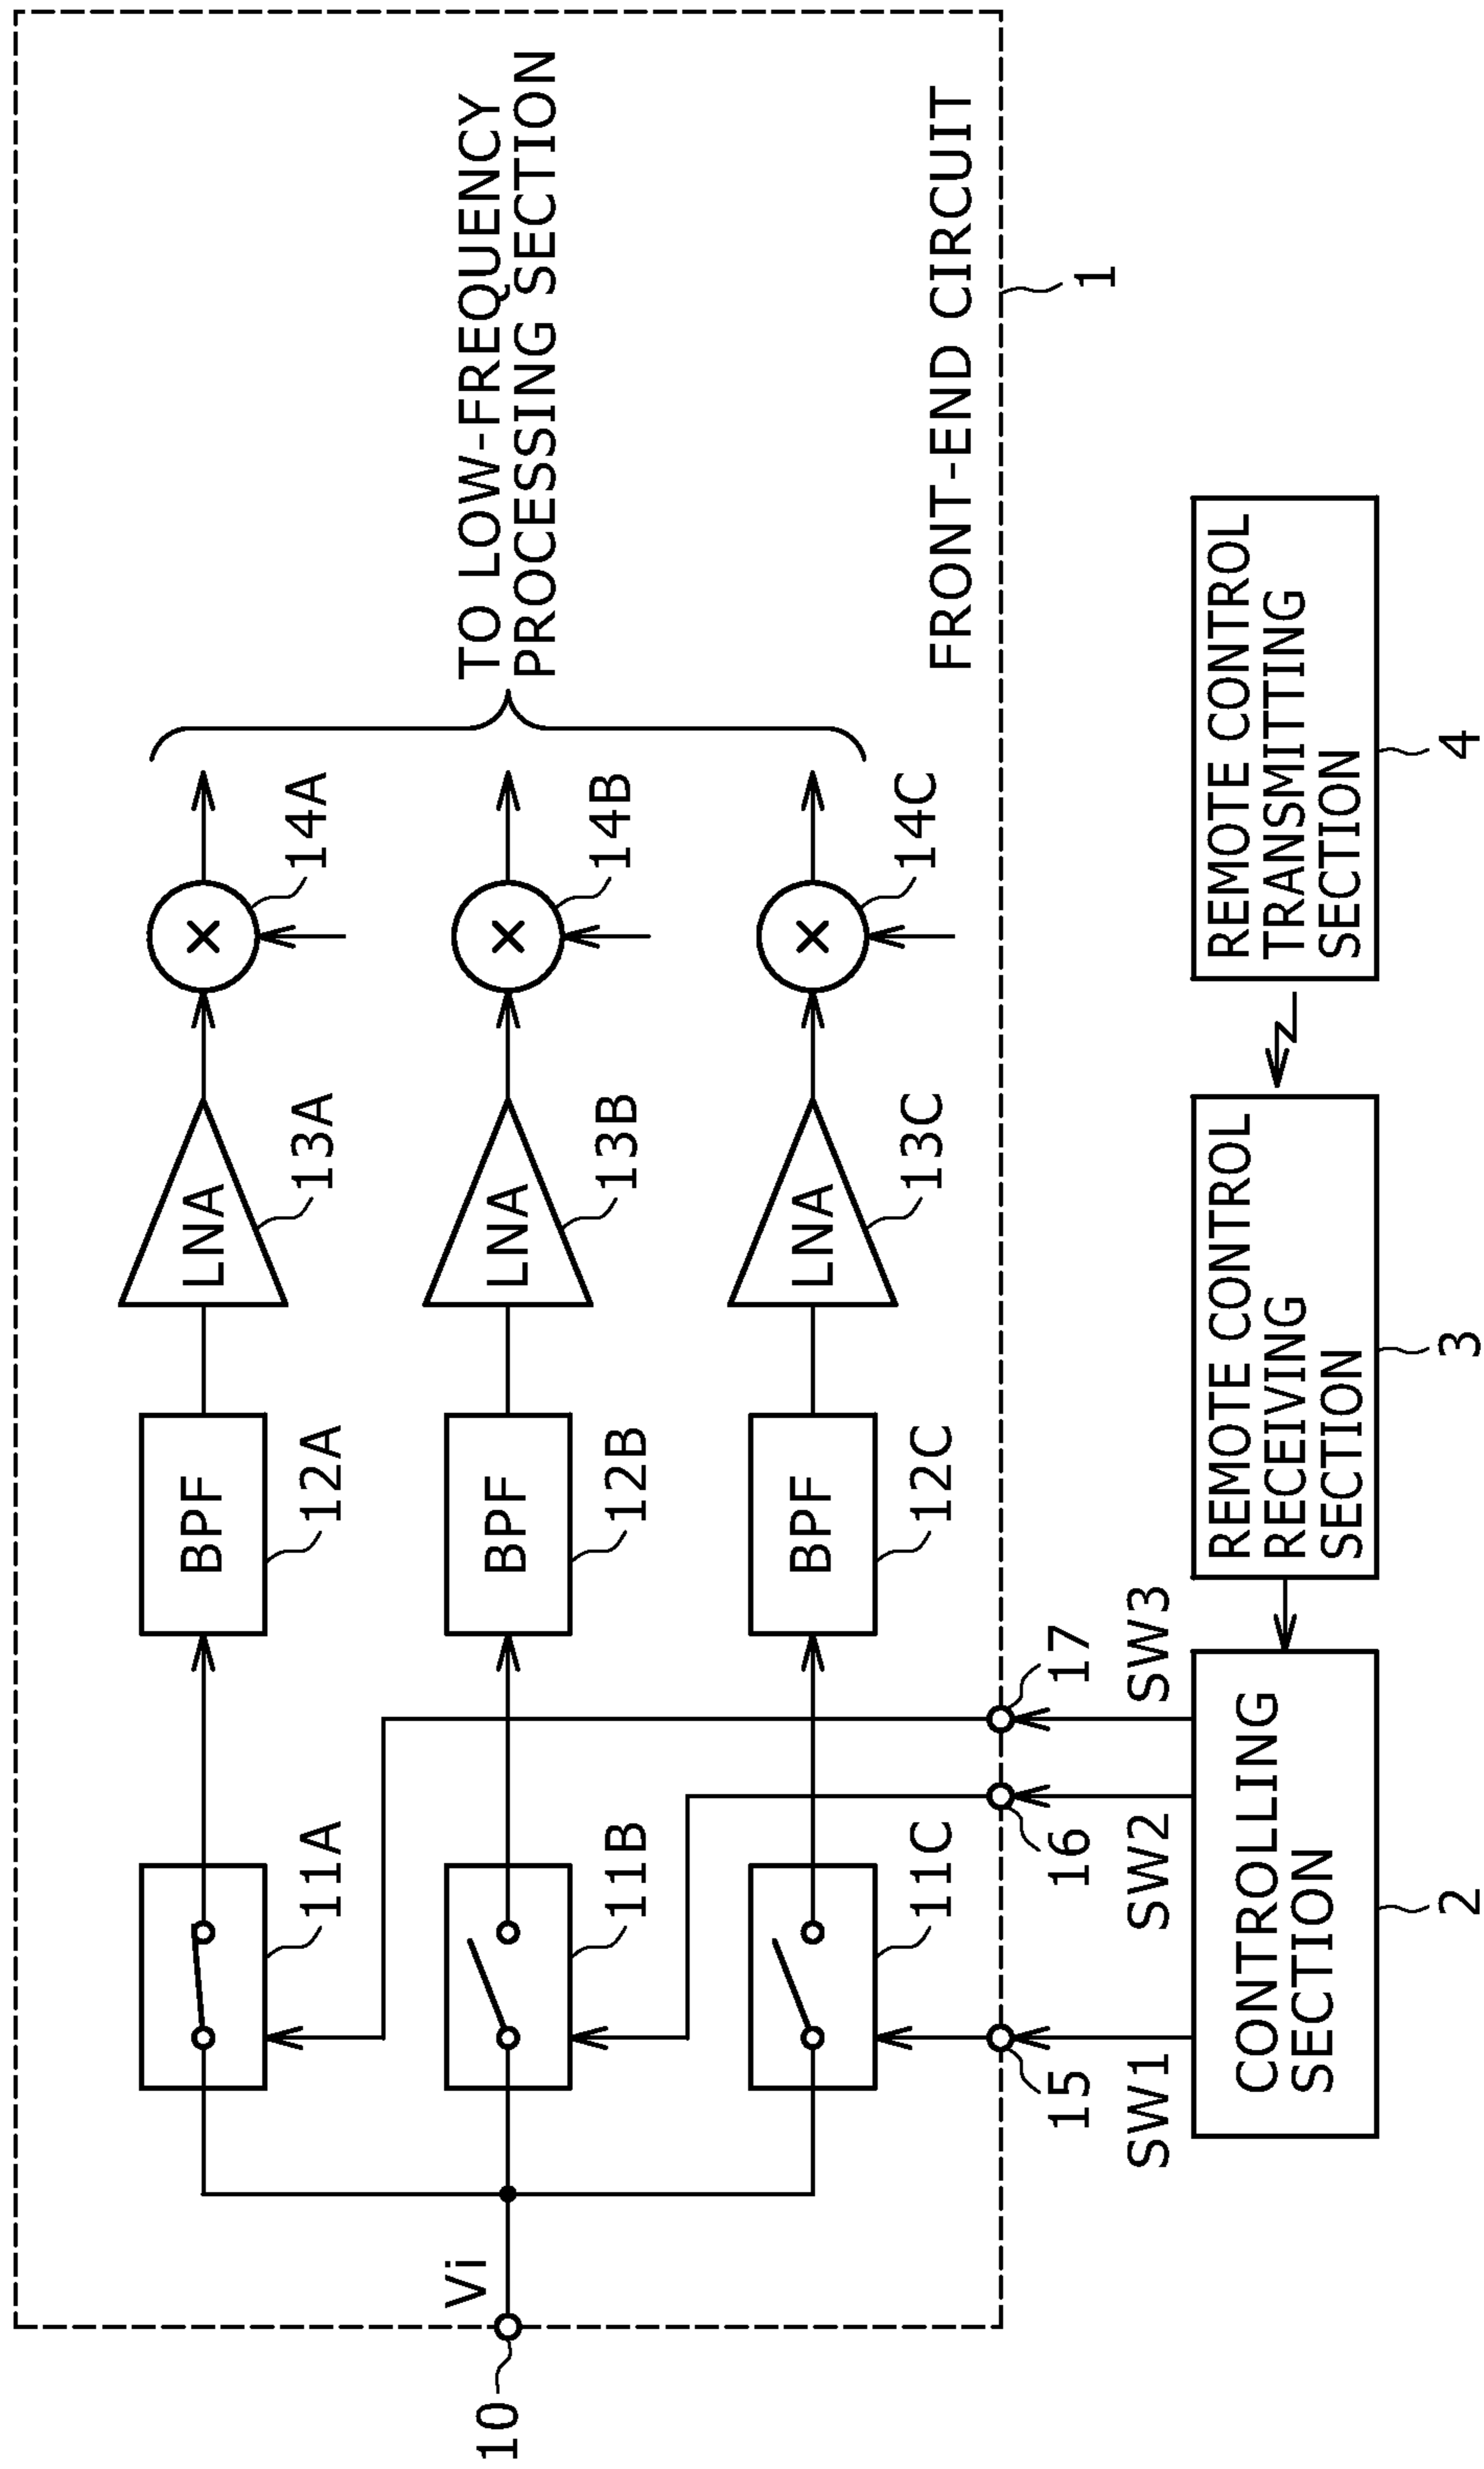 11A
12A
LNA
13A
14A
BPF
TO LOW-FREQUENCY
PROCESSING SECTION
Vi
10
11B
BPF
12B
LNA
13B
14B
11C
BPF
12C
LNA
13C
14C
FRONT-END CIRCUIT
1
15
16
17
SW1
SW2
SW3
CONTROLLING
SECTION
2
REMOTE CONTROL
RECEIVING
SECTION
3
REMOTE CONTROL
TRANSMITTING
SECTION
4